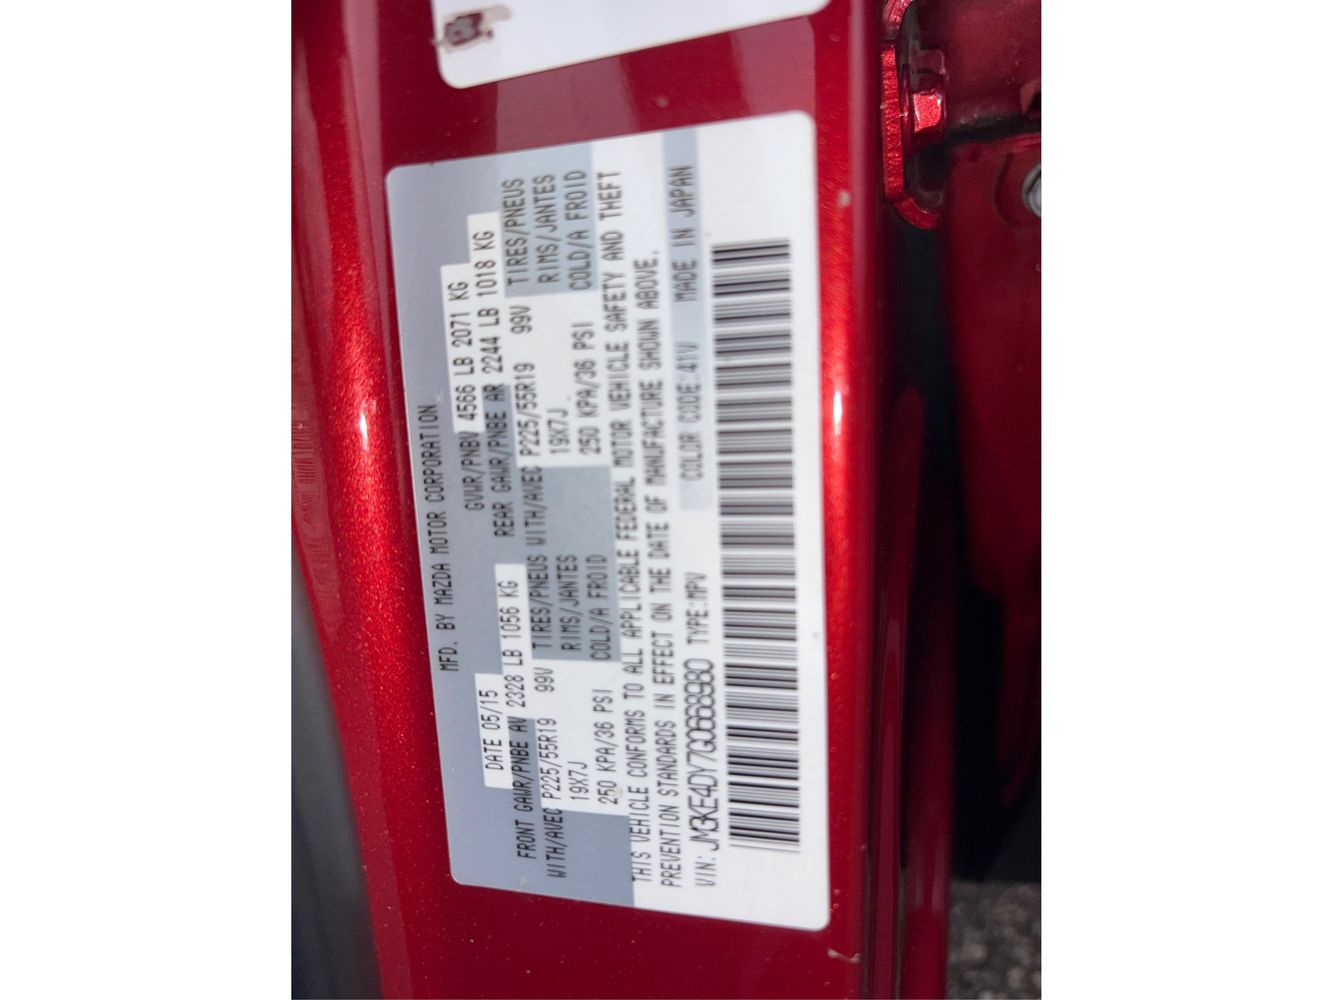 MFD. BY MAZDA MOTOR CORPORATION
DATE 05/15 GVWR/PNBV 4566 LB 2071 KG
FRONT GAWR/PNBE AV 2328 LB 1056 KG REAR GAWR/PNBE AR 2244 LB 1018 KG
WITH/AVEC P225/55R19 99V TIRES/PNEUS WITH/AVEC P225/55R19 99V TIRES/PNEUS
19X7J RIMS/JANTES 19X7J RIMS/JANTES
250 KPA/36 PSI COLD/A FROID 250 KPA/36 PSI COLD/A FROID
THIS VEHICLE CONFORMS TO ALL APPLICABLE FEDERAL MOTOR VEHICLE SAFETY AND THEFT
PREVENTION STANDARDS IN EFFECT ON THE DATE OF MANUFACTURE SHOWN ABOVE.
VIN: JM3KE4DY7G0668980 TYPE:MPV COLOR CODE:41V MADE IN JAPAN